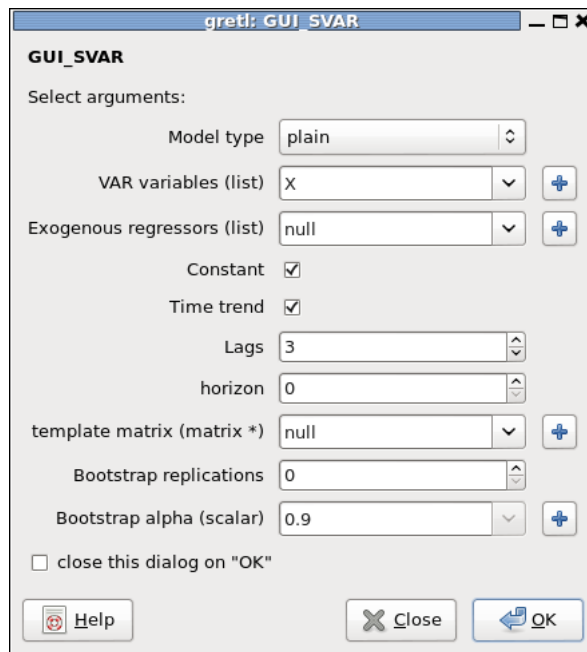 gretl: GUI_SVAR
GUI_SVAR
Select arguments:
Model type plain
VAR variables (list) X
Exogenous regressors (list) null
Constant
Time trend
Lags 3
horizon 0
template matrix (matrix *) null
Bootstrap replications 0
Bootstrap alpha (scalar) 0.9
close this dialog on "OK"
Help Close OK